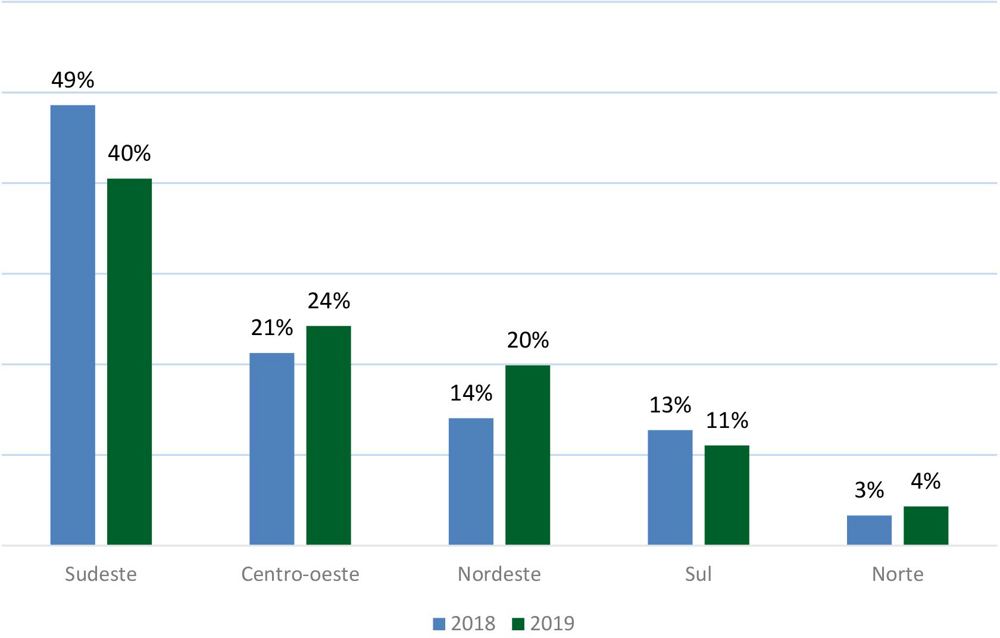 49%
40%
21%
24%
14%
20%
13%
11%
3%
4%
Sudeste
Centro-oeste
Nordeste
Sul
Norte
2018
2019